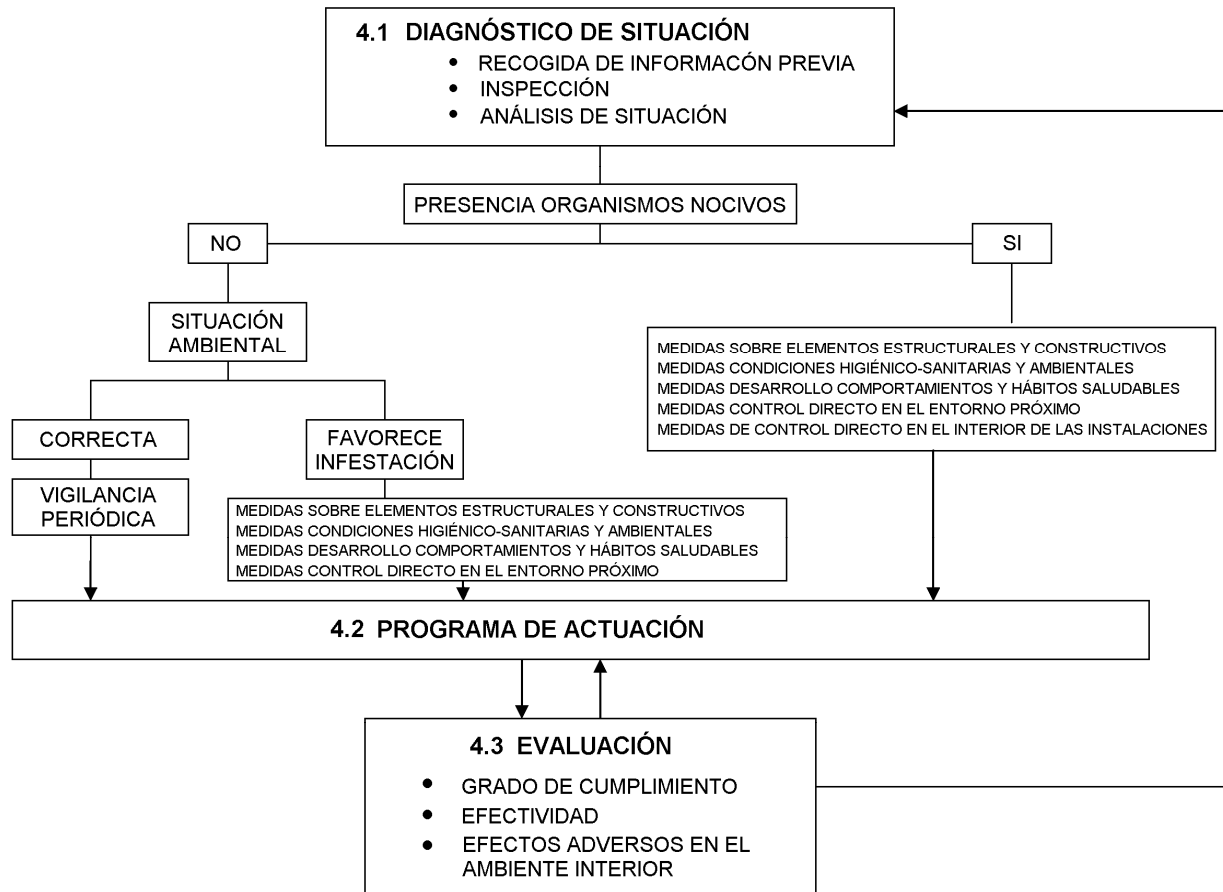 4.1 DIAGNÓSTICO DE SITUACIÓN
• RECOGIDA DE INFORMACÓN PREVIA
• INSPECCIÓN
• ANÁLISIS DE SITUACIÓN
PRESENCIA ORGANISMOS NOCIVOS
NO
SI
SITUACIÓN
AMBIENTAL
MEDIDAS SOBRE ELEMENTOS ESTRUCTURALES Y CONSTRUCTIVOS
MEDIDAS CONDICIONES HIGIÉNICO-SANITARIAS Y AMBIENTALES
MEDIDAS DESARROLLO COMPORTAMIENTOS Y HÁBITOS SALUDABLES
MEDIDAS CONTROL DIRECTO EN EL ENTORNO PRÓXIMO
MEDIDAS DE CONTROL DIRECTO EN EL INTERIOR DE LAS INSTALACIONES
CORRECTA
FAVORECE
INFESTACIÓN
VIGILANCIA
PERIÓDICA
MEDIDAS SOBRE ELEMENTOS ESTRUCTURALES Y CONSTRUCTIVOS
MEDIDAS CONDICIONES HIGIÉNICO-SANITARIAS Y AMBIENTALES
MEDIDAS DESARROLLO COMPORTAMIENTOS Y HÁBITOS SALUDABLES
MEDIDAS CONTROL DIRECTO EN EL ENTORNO PRÓXIMO
4.2 PROGRAMA DE ACTUACIÓN
4.3 EVALUACIÓN
• GRADO DE CUMPLIMIENTO
• EFECTIVIDAD
• EFECTOS ADVERSOS EN EL
AMBIENTE INTERIOR